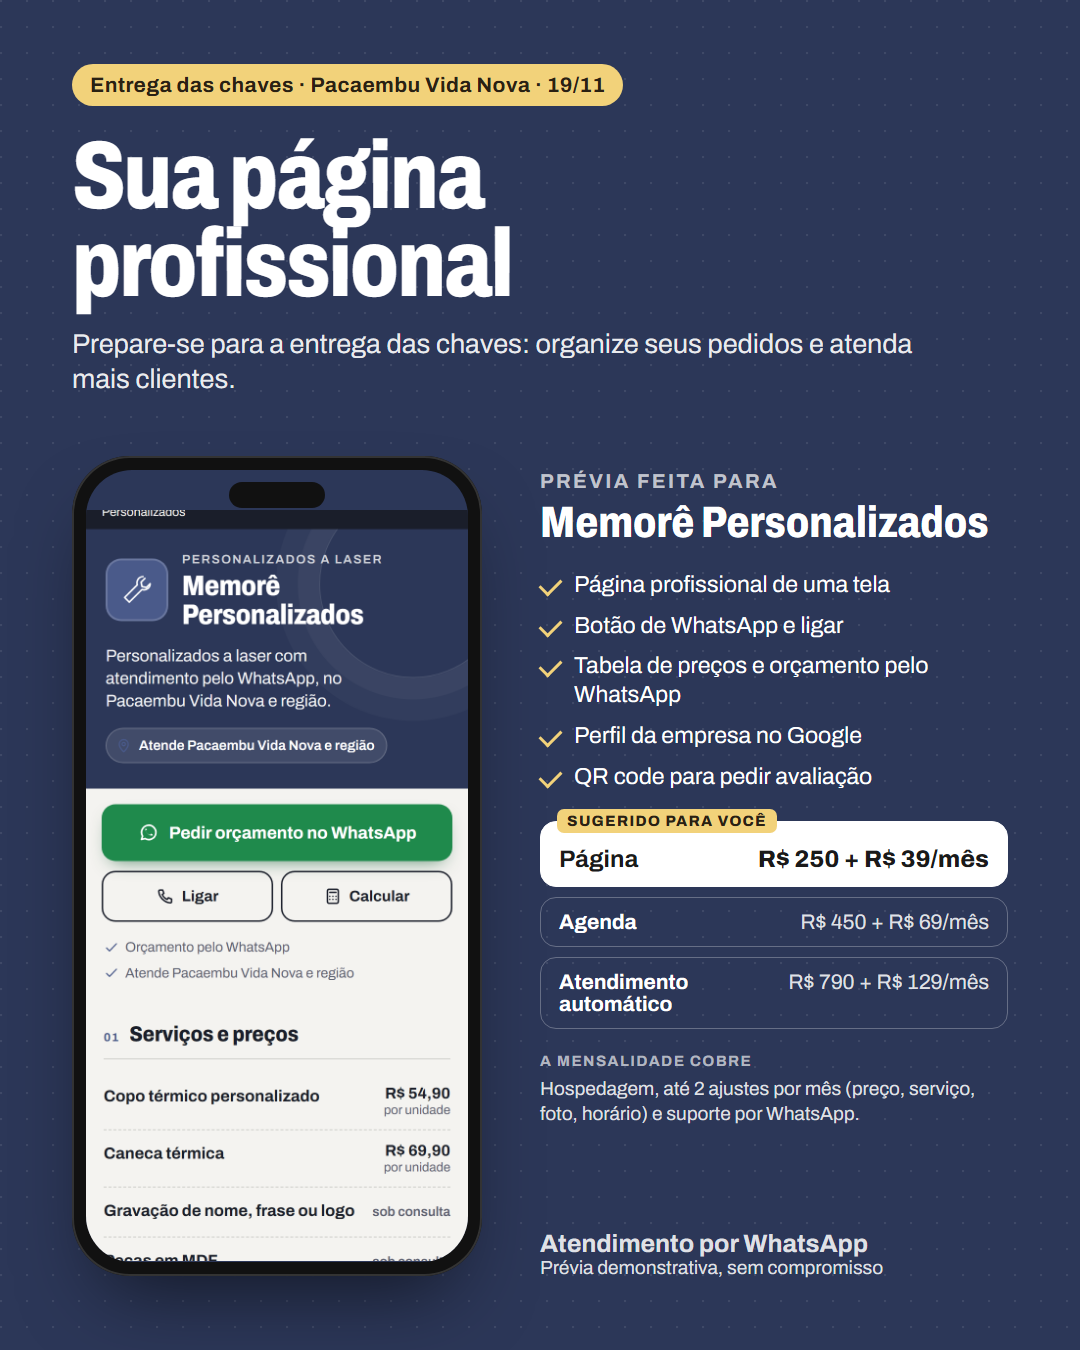 Entrega das chaves · Pacaembu Vida Nova · 19/11
Sua página
profissional
Prepare-se para a entrega das chaves: organize seus pedidos e atenda
mais clientes.
Personalizados
PERSONALIZADOS A LASER
Memorê
Personalizados
Personalizados a laser com
atendimento pelo WhatsApp, no
Pacaembu Vida Nova e região.
Atende Pacaembu Vida Nova e região
Pedir orçamento no WhatsApp
Ligar
Calcular
Orçamento pelo WhatsApp
Atende Pacaembu Vida Nova e região
01 Serviços e preços
Copo térmico personalizado R$ 54,90
por unidade
Caneca térmica R$ 69,90
por unidade
Gravação de nome, frase ou logo sob consulta
Peças em MDF sob consulta
PRÉVIA FEITA PARA
Memorê Personalizados
Página profissional de uma tela
Botão de WhatsApp e ligar
Tabela de preços e orçamento pelo
WhatsApp
Perfil da empresa no Google
QR code para pedir avaliação
SUGERIDO PARA VOCÊ
Página R$ 250 + R$ 39/mês
Agenda R$ 450 + R$ 69/mês
Atendimento R$ 790 + R$ 129/mês
automático
A MENSALIDADE COBRE
Hospedagem, até 2 ajustes por mês (preço, serviço,
foto, horário) e suporte por WhatsApp.
Atendimento por WhatsApp
Prévia demonstrativa, sem compromisso